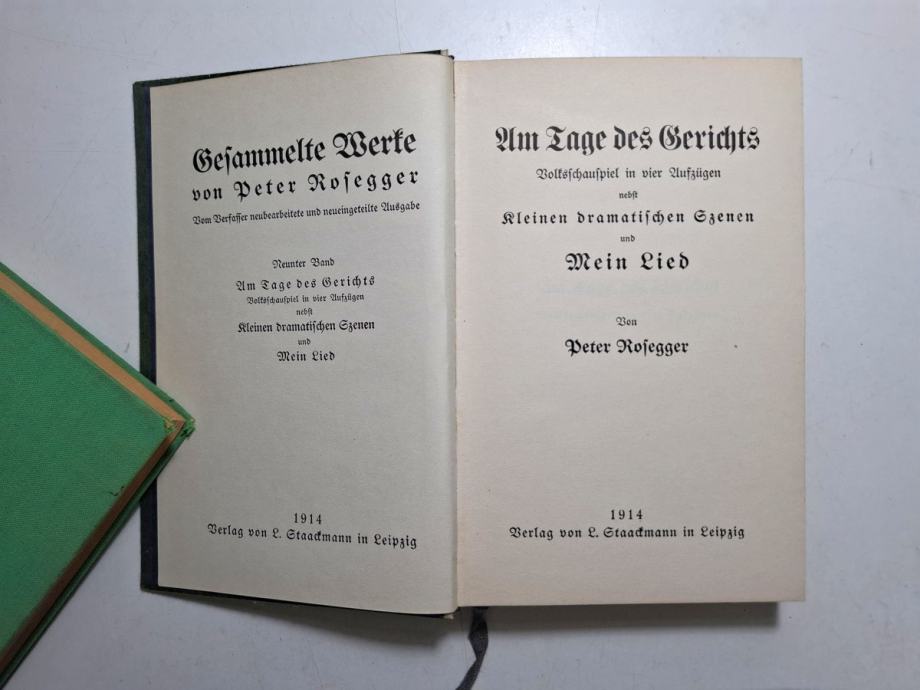 Gesammelte Werke
von Peter Rosegger
Vom Verfasser neubearbeitete und neueingeteilte Ausgabe
Neunter Band
Am Tage des Gerichts
Volksschauspiel in vier Aufzügen
nebst
Kleinen dramatischen Szenen
und
Mein Lied
1914
Verlag von L. Staackmann in Leipzig
Am Tage des Gerichts
Volksschauspiel in vier Aufzügen
nebst
Kleinen dramatischen Szenen
und
Mein Lied
Von
Peter Rosegger
1914
Verlag von L. Staackmann in Leipzig